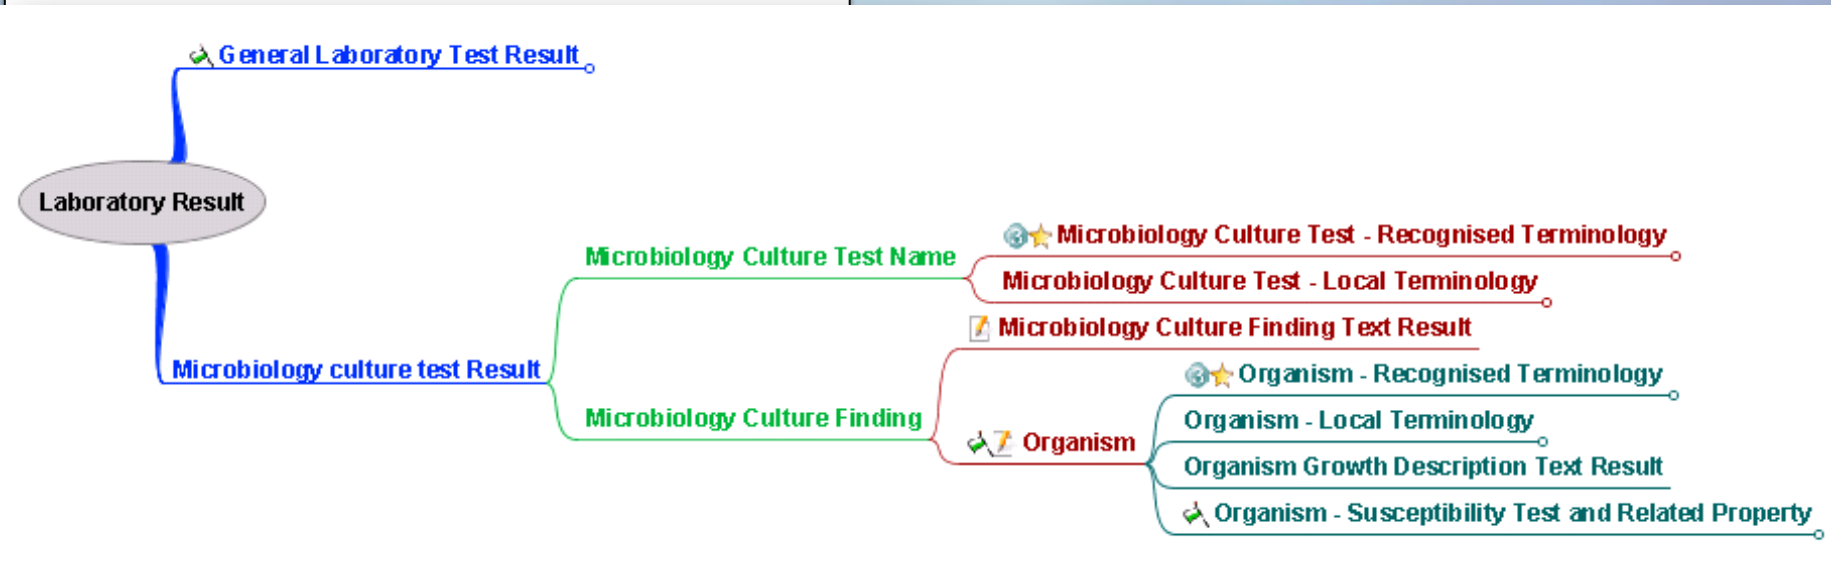 General Laboratory Test Result
Laboratory Result
Microbiology culture test Result
Microbiology Culture Test Name
Microbiology Culture Test - Recognised Terminology
Microbiology Culture Test - Local Terminology
Microbiology Culture Finding
Microbiology Culture Finding Text Result
Organism
Organism - Recognised Terminology
Organism - Local Terminology
Organism Growth Description Text Result
Organism - Susceptibility Test and Related Property